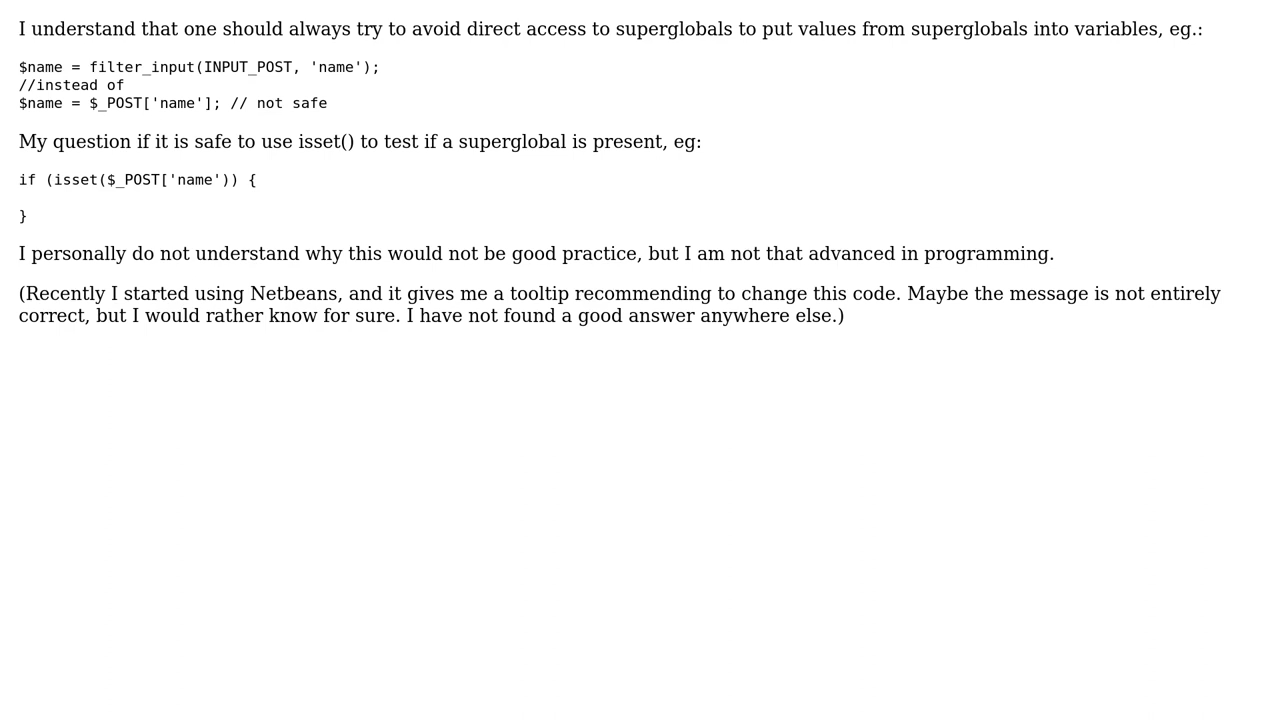 I understand that one should always try to avoid direct access to superglobals to put values from superglobals into variables, eg.:
$name = filter_input(INPUT_POST, 'name');
//instead of
$name = $_POST['name']; // not safe
My question if it is safe to use isset() to test if a superglobal is present, eg:
if (isset($_POST['name')) {
}
I personally do not understand why this would not be good practice, but I am not that advanced in programming.
(Recently I started using Netbeans, and it gives me a tooltip recommending to change this code. Maybe the message is not entirely
correct, but I would rather know for sure. I have not found a good answer anywhere else.)